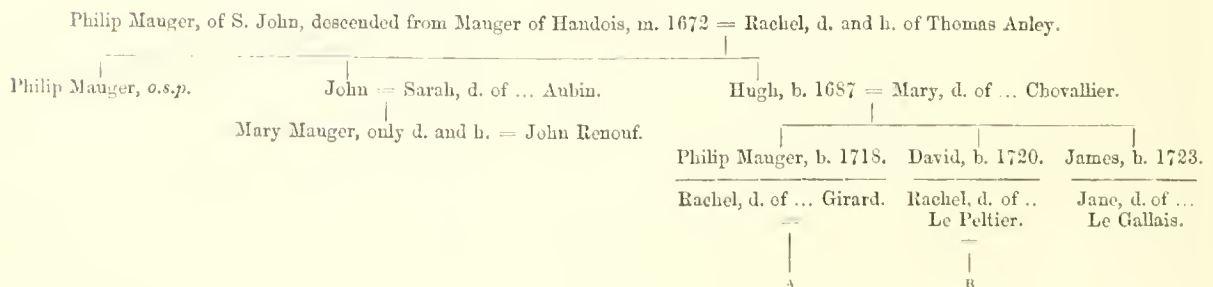 Philip Mauger, of S. John, descended from Mauger of Handois, m. 1672 = Rachel, d. and h. of Thomas Anley.
Philip Mauger, o.s.p. John = Sarah, d. of ... Aubin. Hugh, b. 1687 = Mary, d. of ... Chevallier.
Mary Mauger, only d. and h. = John Renouf.
Philip Mauger, b. 1718. David, b. 1720. James, b. 1723.
Rachel, d. of ... Girard. Rachel, d. of .. Jane, d. of ...
Le Peltier. Le Gallais.
=
=
A B